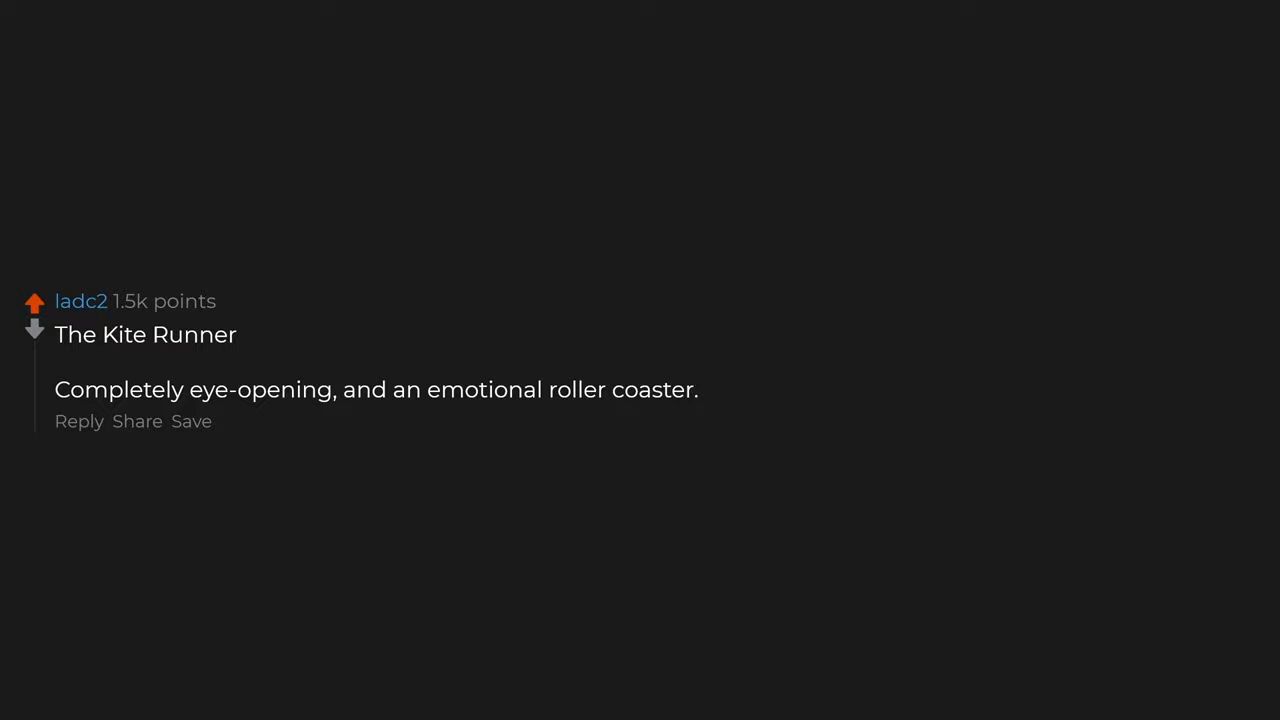 ladc2 1.5k points
The Kite Runner
Completely eye-opening, and an emotional roller coaster.
Reply Share Save